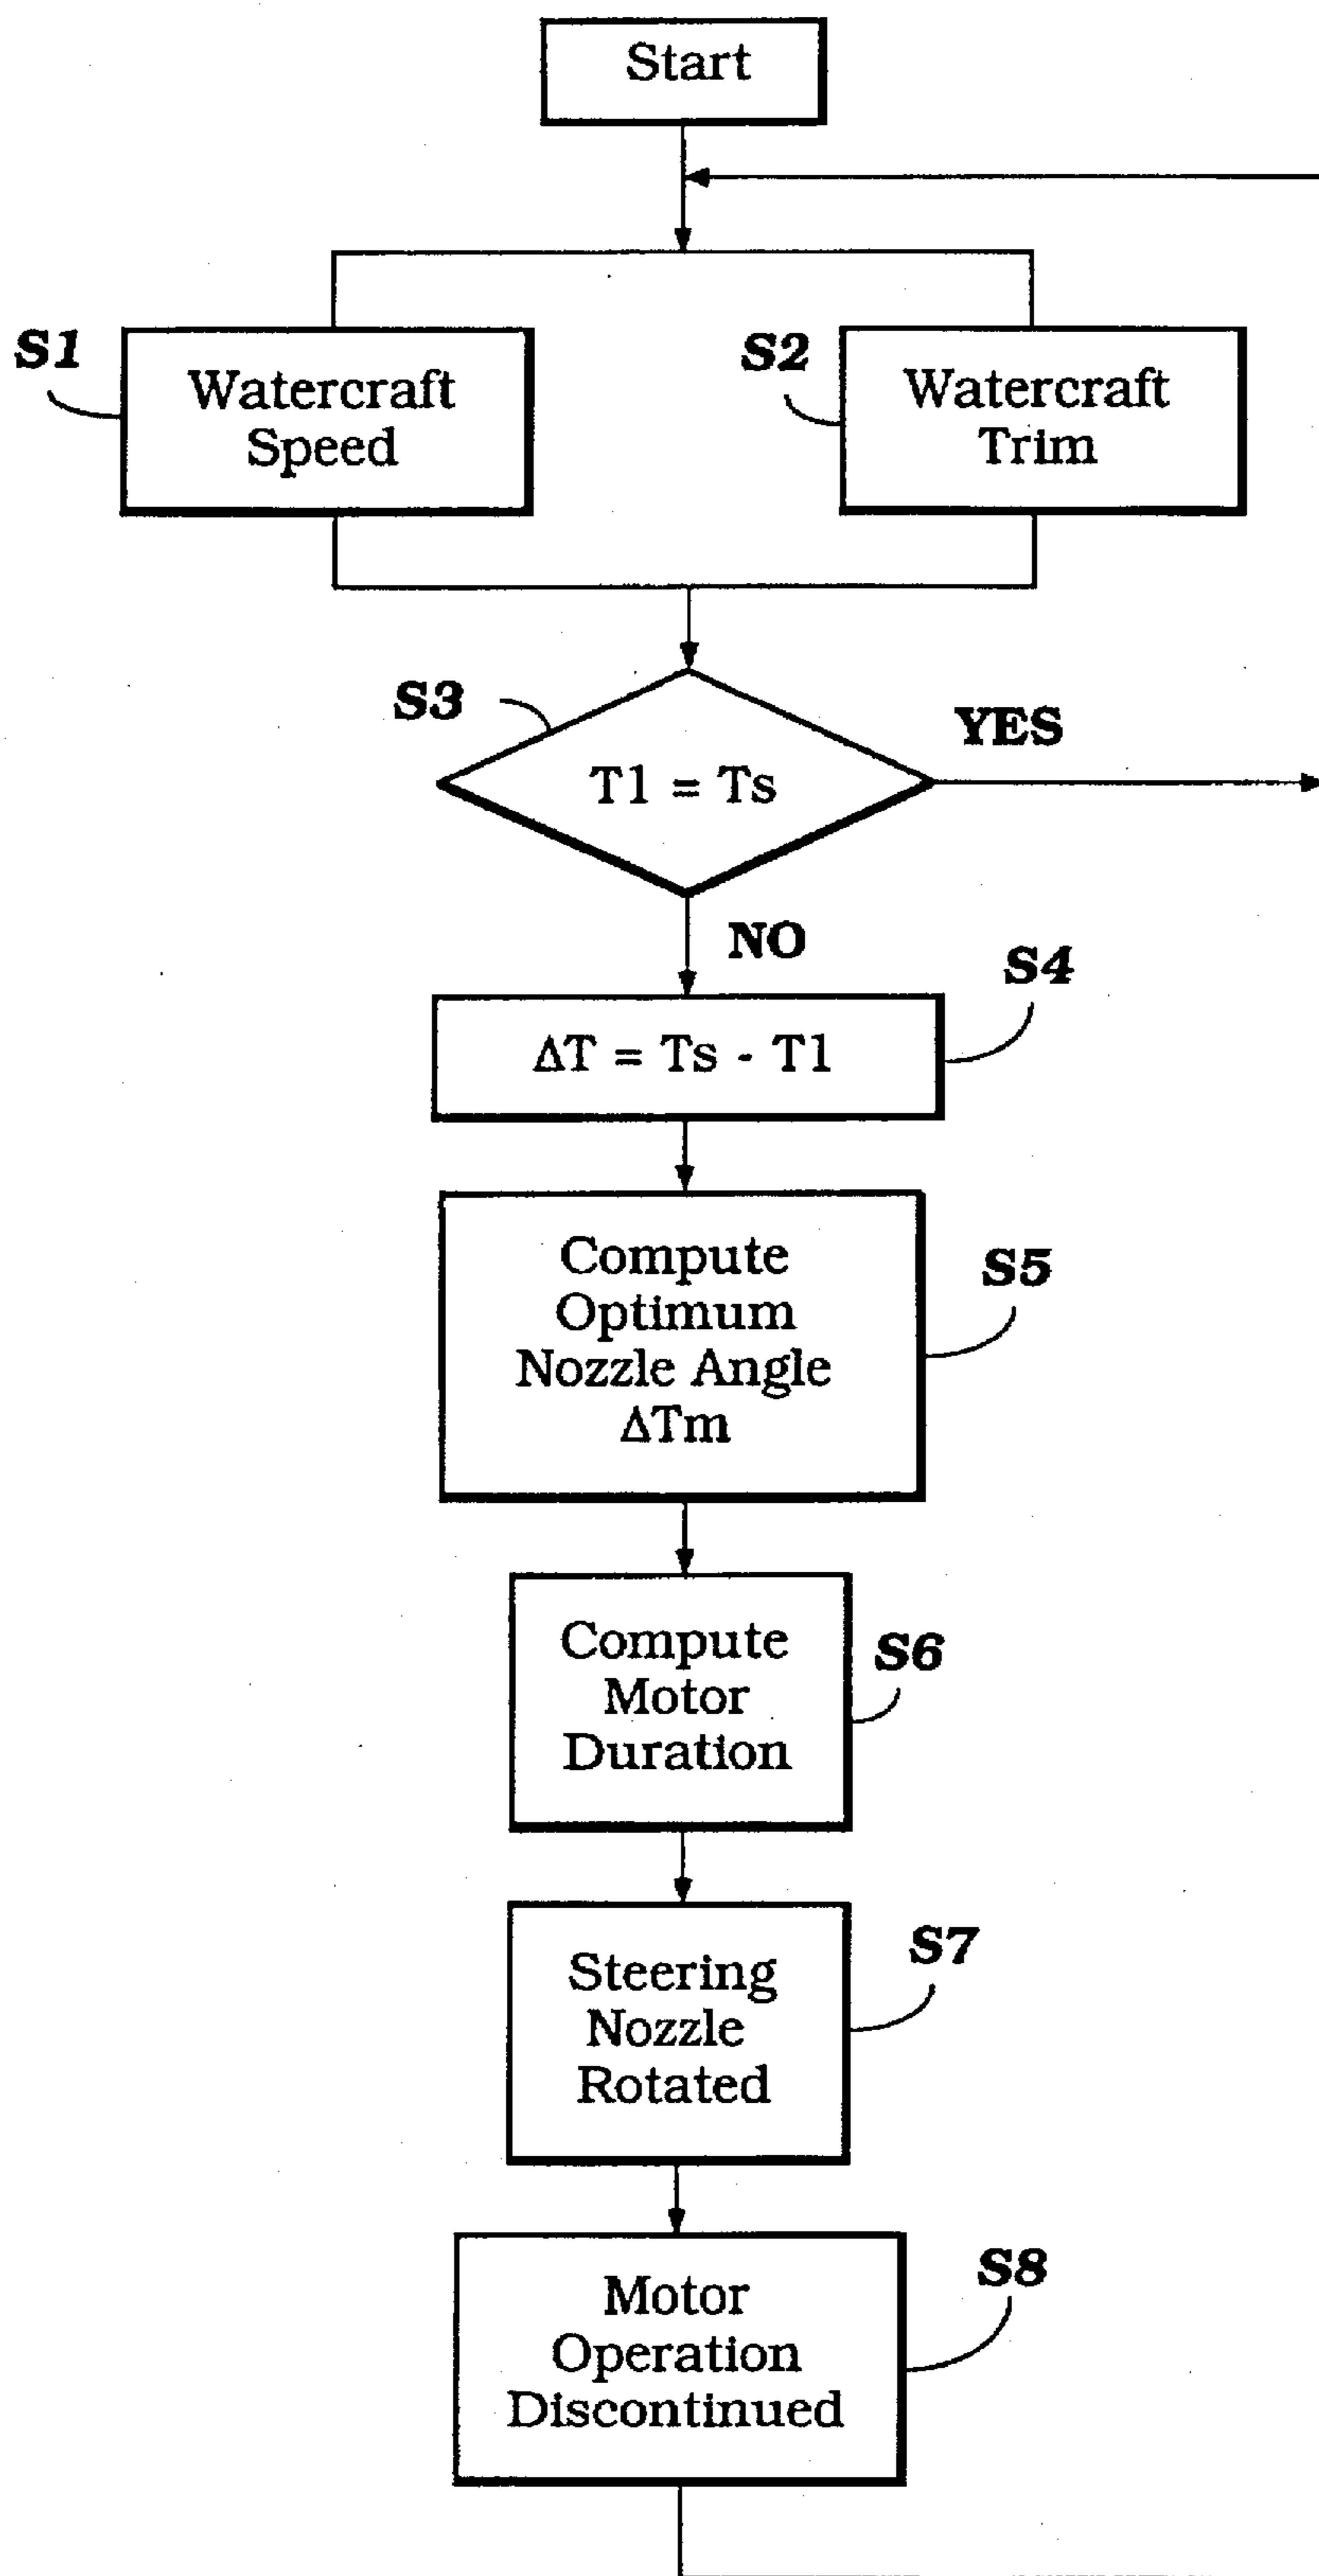 Start
S1
Watercraft
Speed
S2
Watercraft
Trim
S3
T1 = Ts
YES
NO
S4
ΔT = Ts - T1
S5
Compute
Optimum
Nozzle Angle
ΔTm
S6
Compute
Motor
Duration
S7
Steering
Nozzle
Rotated
S8
Motor
Operation
Discontinued